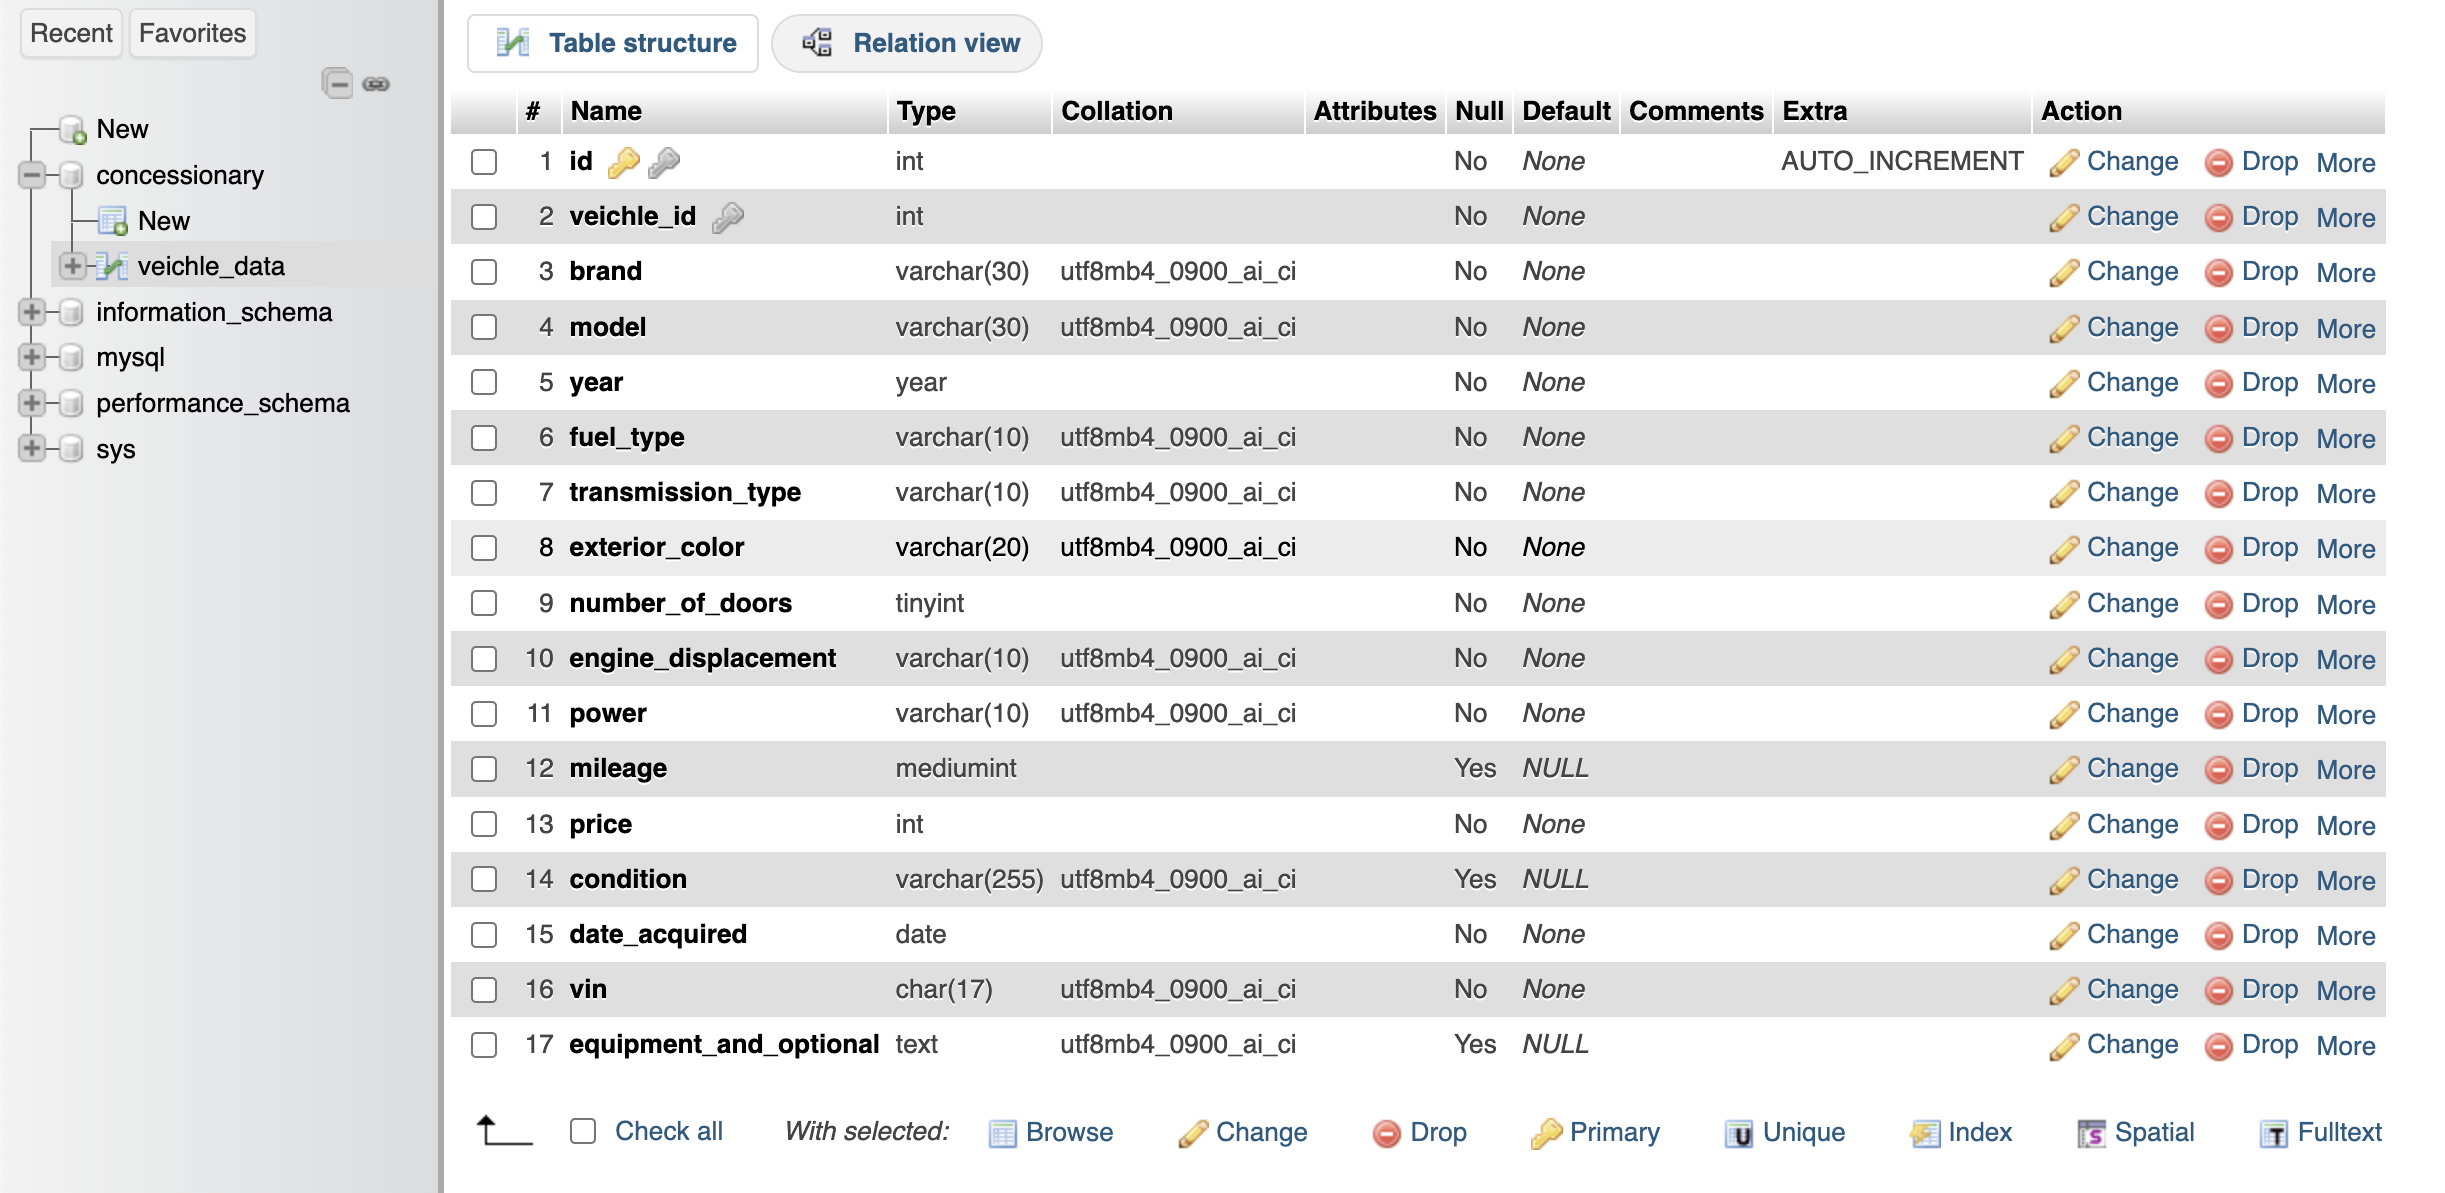 Recent Favorites
New
concessionary
New
veichle_data
information_schema
mysql
performance_schema
sys
Table structure Relation view
# Name Type Collation Attributes Null Default Comments Extra Action
1 id int No None AUTO_INCREMENT Change Drop More
2 veichle_id int No None Change Drop More
3 brand varchar(30) utf8mb4_0900_ai_ci No None Change Drop More
4 model varchar(30) utf8mb4_0900_ai_ci No None Change Drop More
5 year year No None Change Drop More
6 fuel_type varchar(10) utf8mb4_0900_ai_ci No None Change Drop More
7 transmission_type varchar(10) utf8mb4_0900_ai_ci No None Change Drop More
8 exterior_color varchar(20) utf8mb4_0900_ai_ci No None Change Drop More
9 number_of_doors tinyint No None Change Drop More
10 engine_displacement varchar(10) utf8mb4_0900_ai_ci No None Change Drop More
11 power varchar(10) utf8mb4_0900_ai_ci No None Change Drop More
12 mileage mediumint Yes NULL Change Drop More
13 price int No None Change Drop More
14 condition varchar(255) utf8mb4_0900_ai_ci Yes NULL Change Drop More
15 date_acquired date No None Change Drop More
16 vin char(17) utf8mb4_0900_ai_ci No None Change Drop More
17 equipment_and_optional text utf8mb4_0900_ai_ci Yes NULL Change Drop More
Check all With selected: Browse Change Drop Primary Unique Index Spatial Fulltext